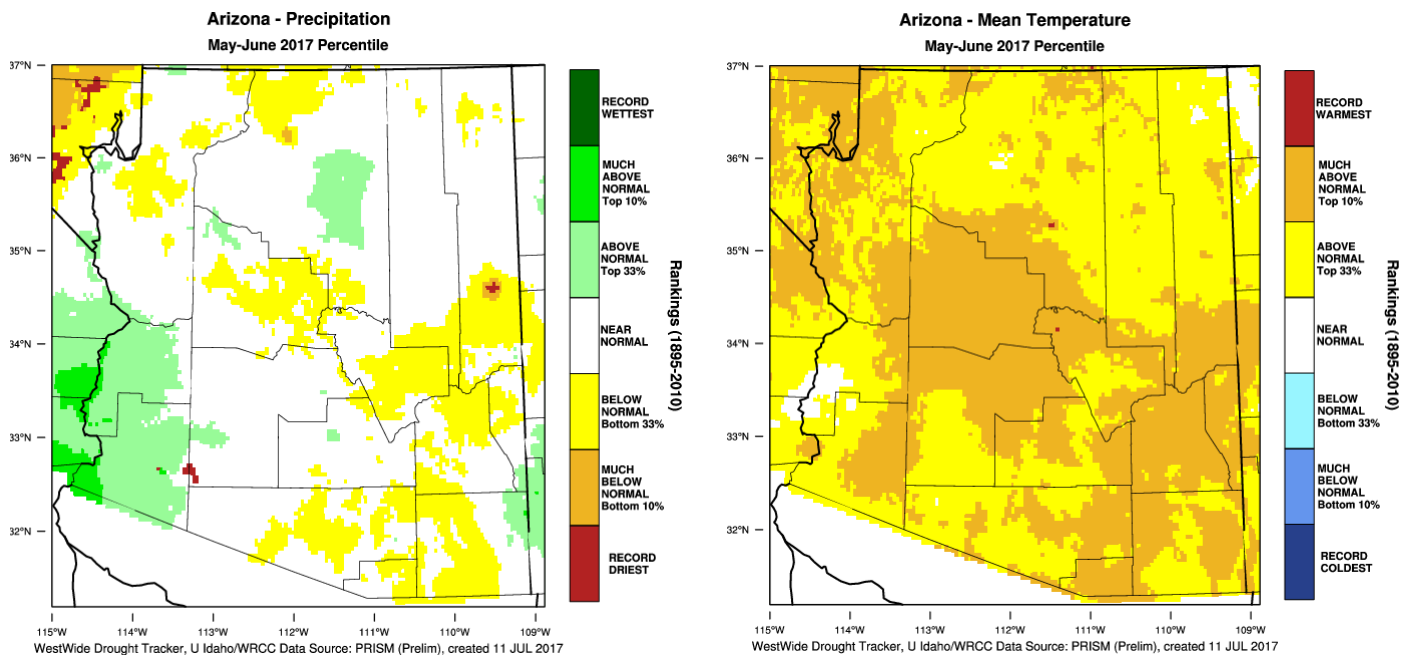 Arizona - Precipitation
May-June 2017 Percentile
37°N
36°N
35°N
34°N
33°N
32°N
115°W 114°W 113°W 112°W 111°W 110°W 109°W
RECORD
WETTEST
MUCH
ABOVE
NORMAL
Top 10%
ABOVE
NORMAL
Top 33%
NEAR
NORMAL
BELOW
NORMAL
Bottom 33%
MUCH
BELOW
NORMAL
Bottom 10%
RECORD
DRIEST
Rankings (1895-2010)
WestWide Drought Tracker, U Idaho/WRCC Data Source: PRISM (Prelim), created 11 JUL 2017
Arizona - Mean Temperature
May-June 2017 Percentile
37°N
36°N
35°N
34°N
33°N
32°N
115°W 114°W 113°W 112°W 111°W 110°W 109°W
RECORD
WARMEST
MUCH
ABOVE
NORMAL
Top 10%
ABOVE
NORMAL
Top 33%
NEAR
NORMAL
BELOW
NORMAL
Bottom 33%
MUCH
BELOW
NORMAL
Bottom 10%
RECORD
COLDEST
Rankings (1895-2010)
WestWide Drought Tracker, U Idaho/WRCC Data Source: PRISM (Prelim), created 11 JUL 2017